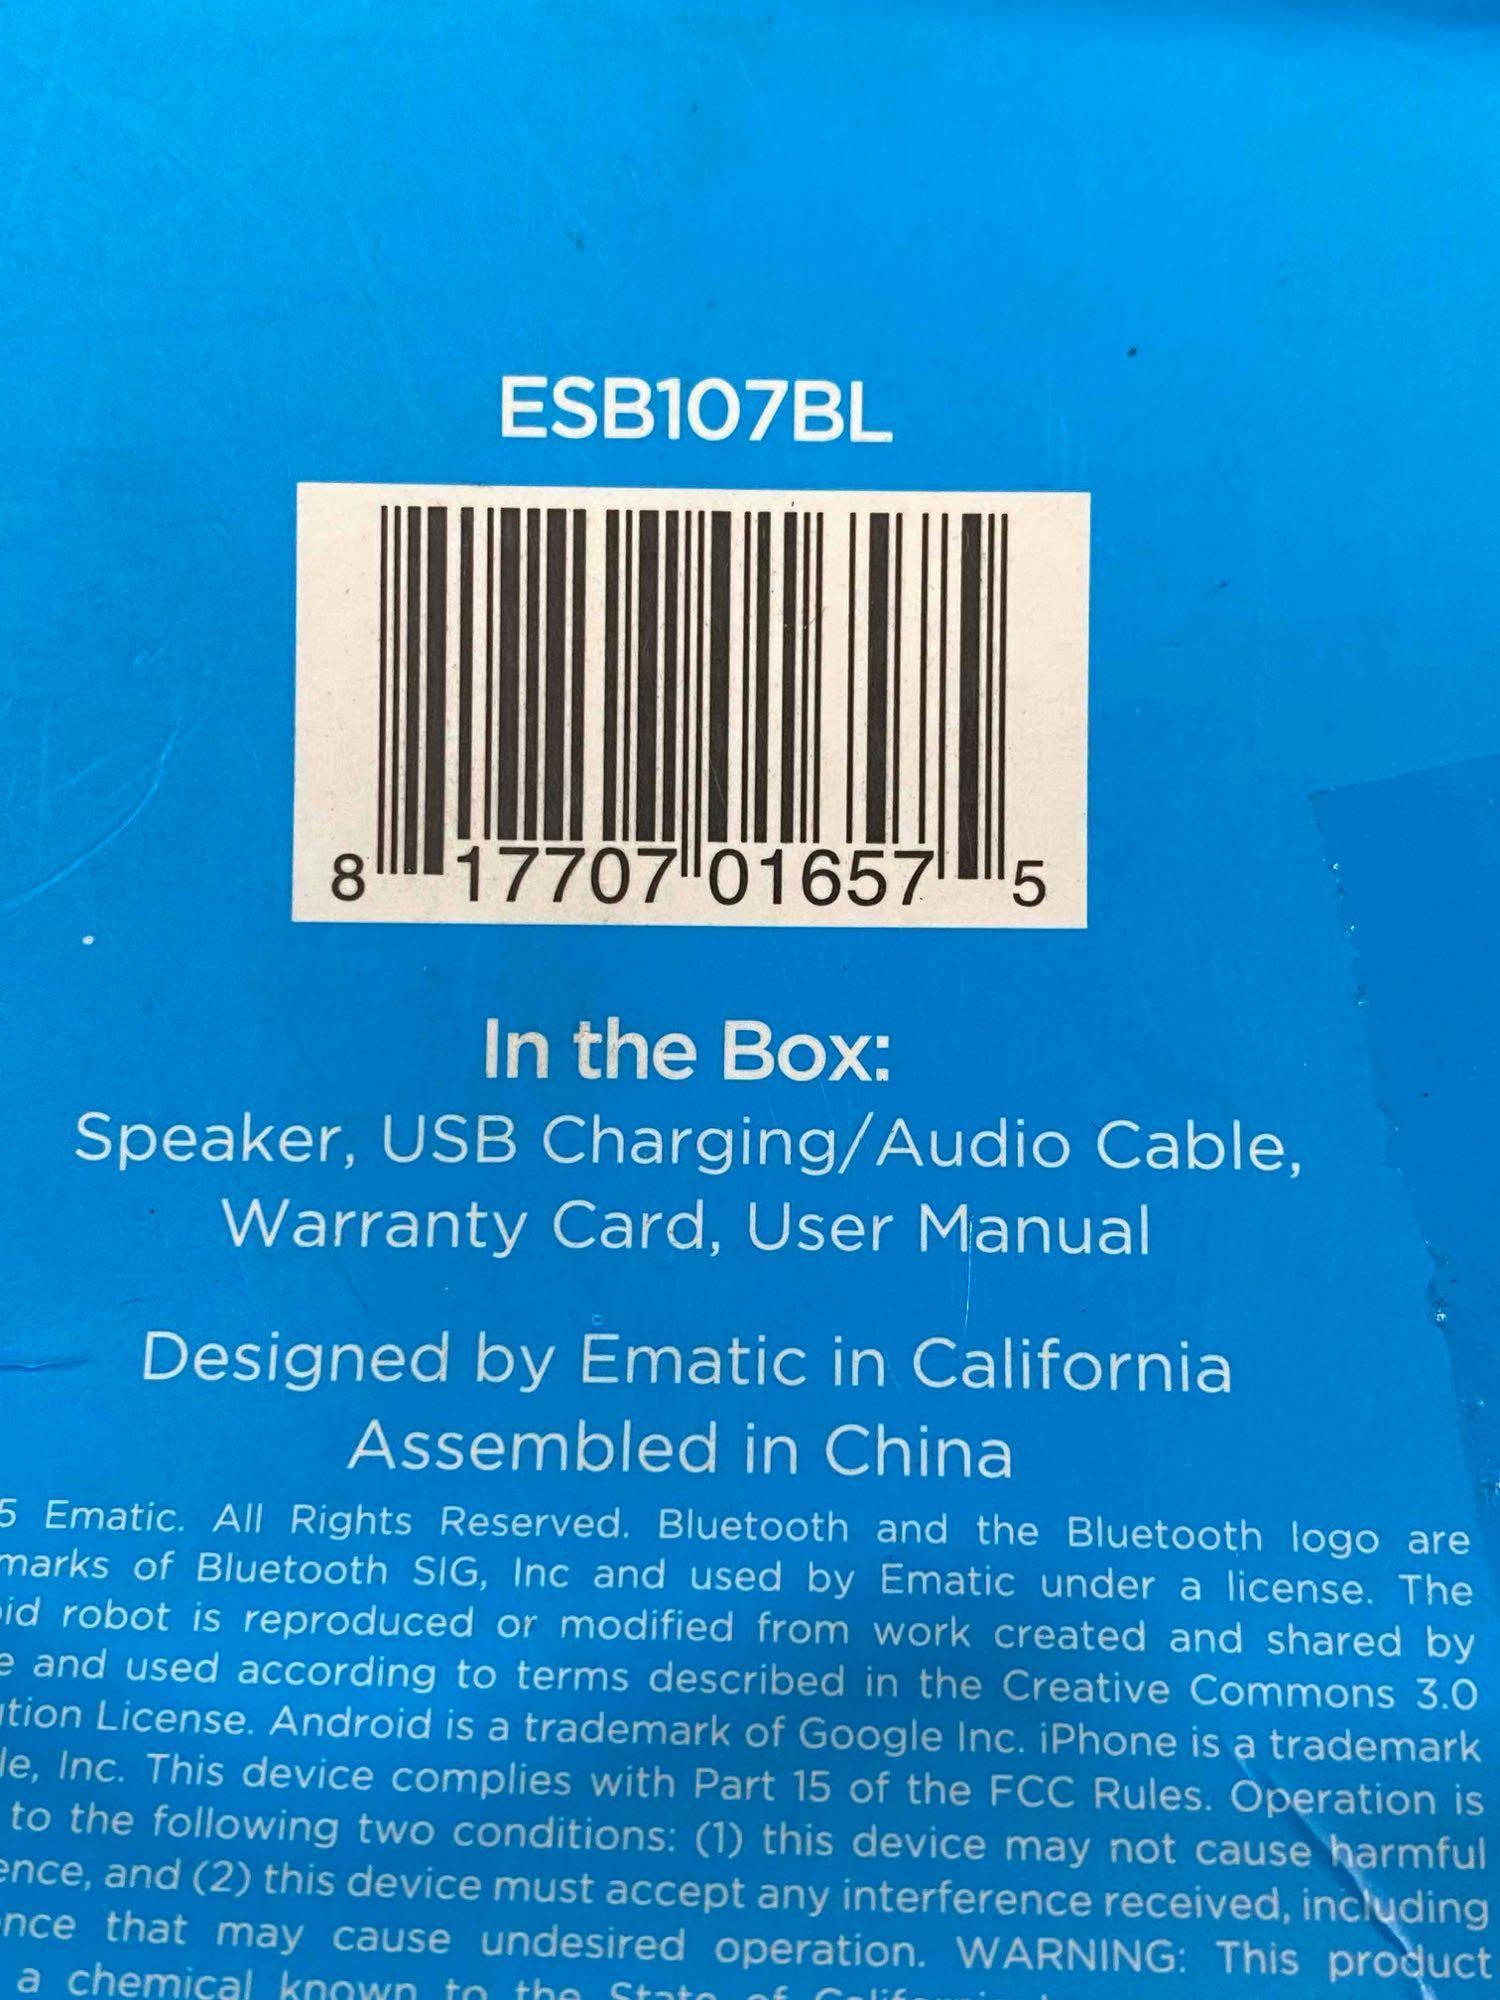 ESB107BL
8 17707 01657 5
In the Box:
Speaker, USB Charging/Audio Cable,
Warranty Card, User Manual
Designed by Ematic in California
Assembled in China
5 Ematic. All Rights Reserved. Bluetooth and the Bluetooth logo are
marks of Bluetooth SIG, Inc and used by Ematic under a license. The
id robot is reproduced or modified from work created and shared by
e and used according to terms described in the Creative Commons 3.0
ution License. Android is a trademark of Google Inc. iPhone is a trademark
le, Inc. This device complies with Part 15 of the FCC Rules. Operation is
to the following two conditions: (1) this device may not cause harmful
ence, and (2) this device must accept any interference received, including
ence that may cause undesired operation. WARNING: This product
a chemical known to the State of California